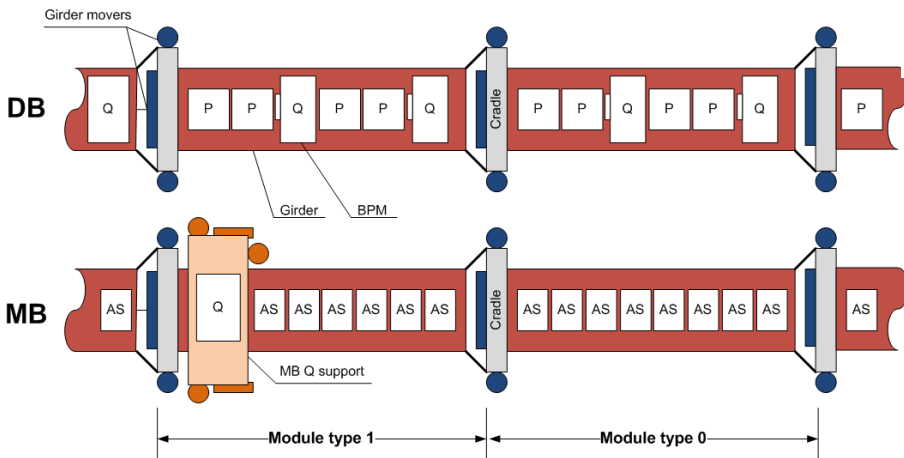 Girder movers
DB
Q
P
P
Q
P
P
Q
Cradle
P
P
Q
P
P
Q
P
Girder
BPM
MB
AS
Q
AS
AS
AS
AS
AS
AS
Cradle
AS
AS
AS
AS
AS
AS
AS
AS
AS
MB Q support
Module type 1
Module type 0